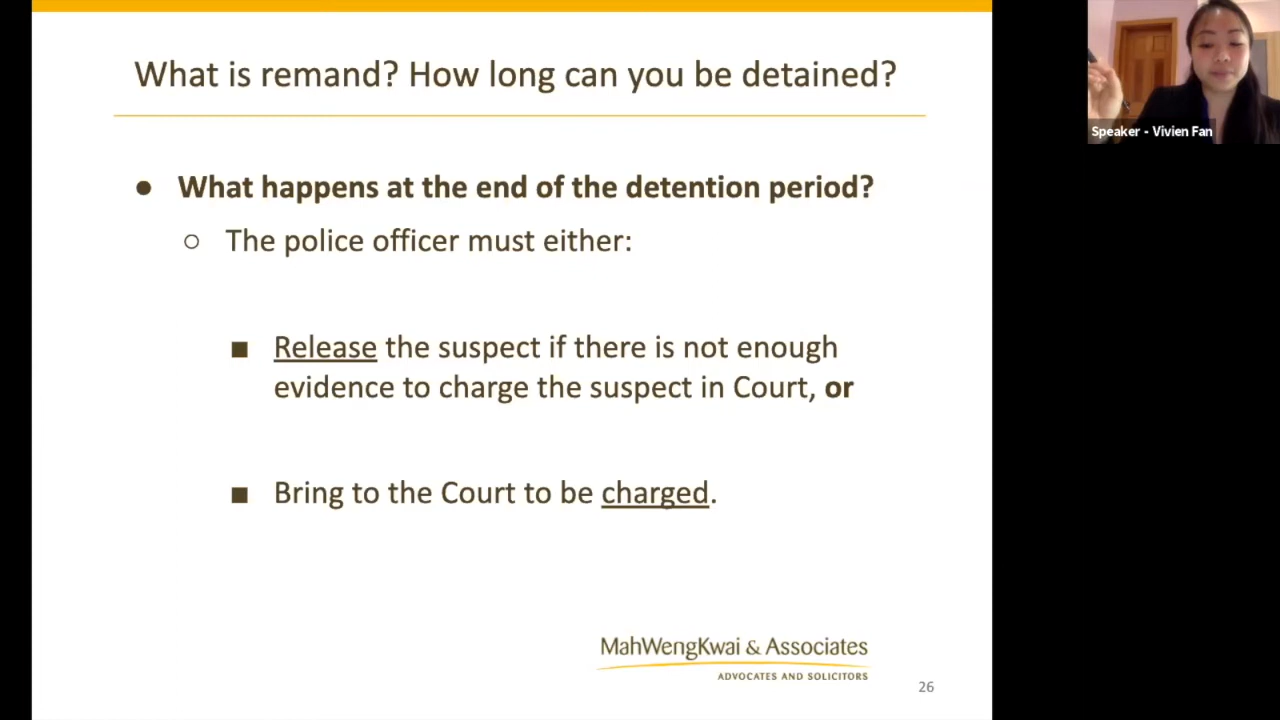 What is remand? How long can you be detained?
● What happens at the end of the detention period?
○ The police officer must either:
■ Release the suspect if there is not enough
evidence to charge the suspect in Court, or
■ Bring to the Court to be charged.
MahWengKwai & Associates
ADVOCATES AND SOLICITORS
26
Speaker - Vivien Fan